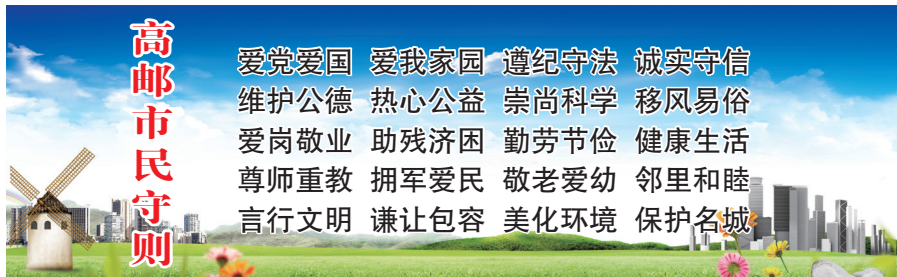 高邮市民守则
爱党爱国 爱我家园 遵纪守法 诚实守信
维护公德 热心公益 崇尚科学 移风易俗
爱岗敬业 助残济困 勤劳节俭 健康生活
尊师重教 拥军爱民 敬老爱幼 邻里和睦
言行文明 谦让包容 美化环境 保护名城